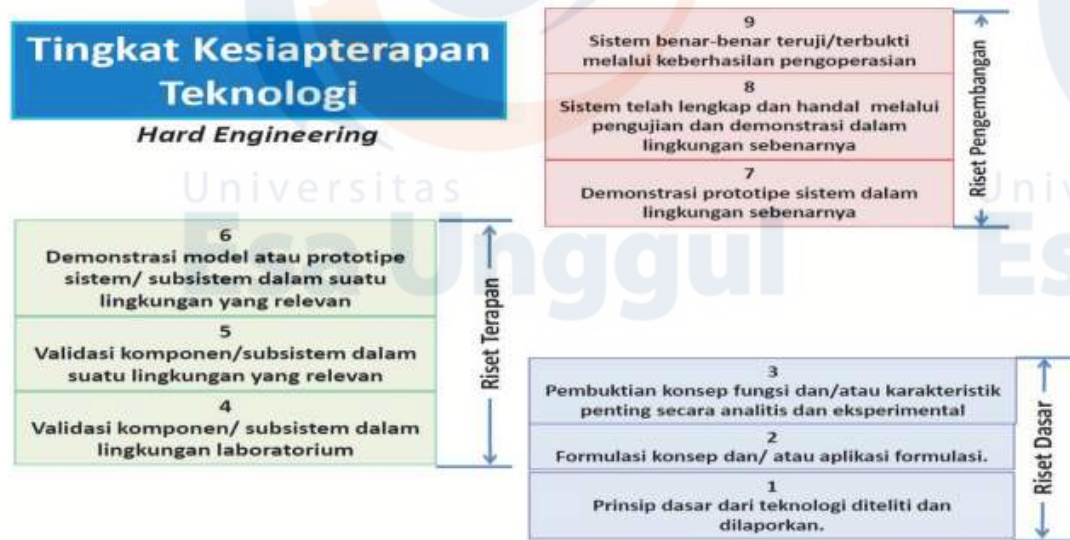 Tingkat Kesiapterapan
Teknologi
Hard Engineering
9
Sistem benar-benar teruji/terbukti
melalui keberhasilan pengoperasian
8
Sistem telah lengkap dan handal melalui
pengujian dan demonstrasi dalam
lingkungan sebenarnya
7
Demonstrasi prototipe sistem dalam
lingkungan sebenarnya
Riset Pengembangan
Universitas
Esa Unggul
Univ
Es
6
Demonstrasi model atau prototipe
sistem/ subsistem dalam suatu
lingkungan yang relevan
5
Validasi komponen/subsistem dalam
suatu lingkungan yang relevan
4
Validasi komponen/ subsistem dalam
lingkungan laboratorium
Riset Terapan
3
Pembuktian konsep fungsi dan/atau karakteristik
penting secara analitis dan eksperimental
2
Formulasi konsep dan/ atau aplikasi formulasi.
1
Prinsip dasar dari teknologi diteliti dan
dilaporkan.
Riset Dasar